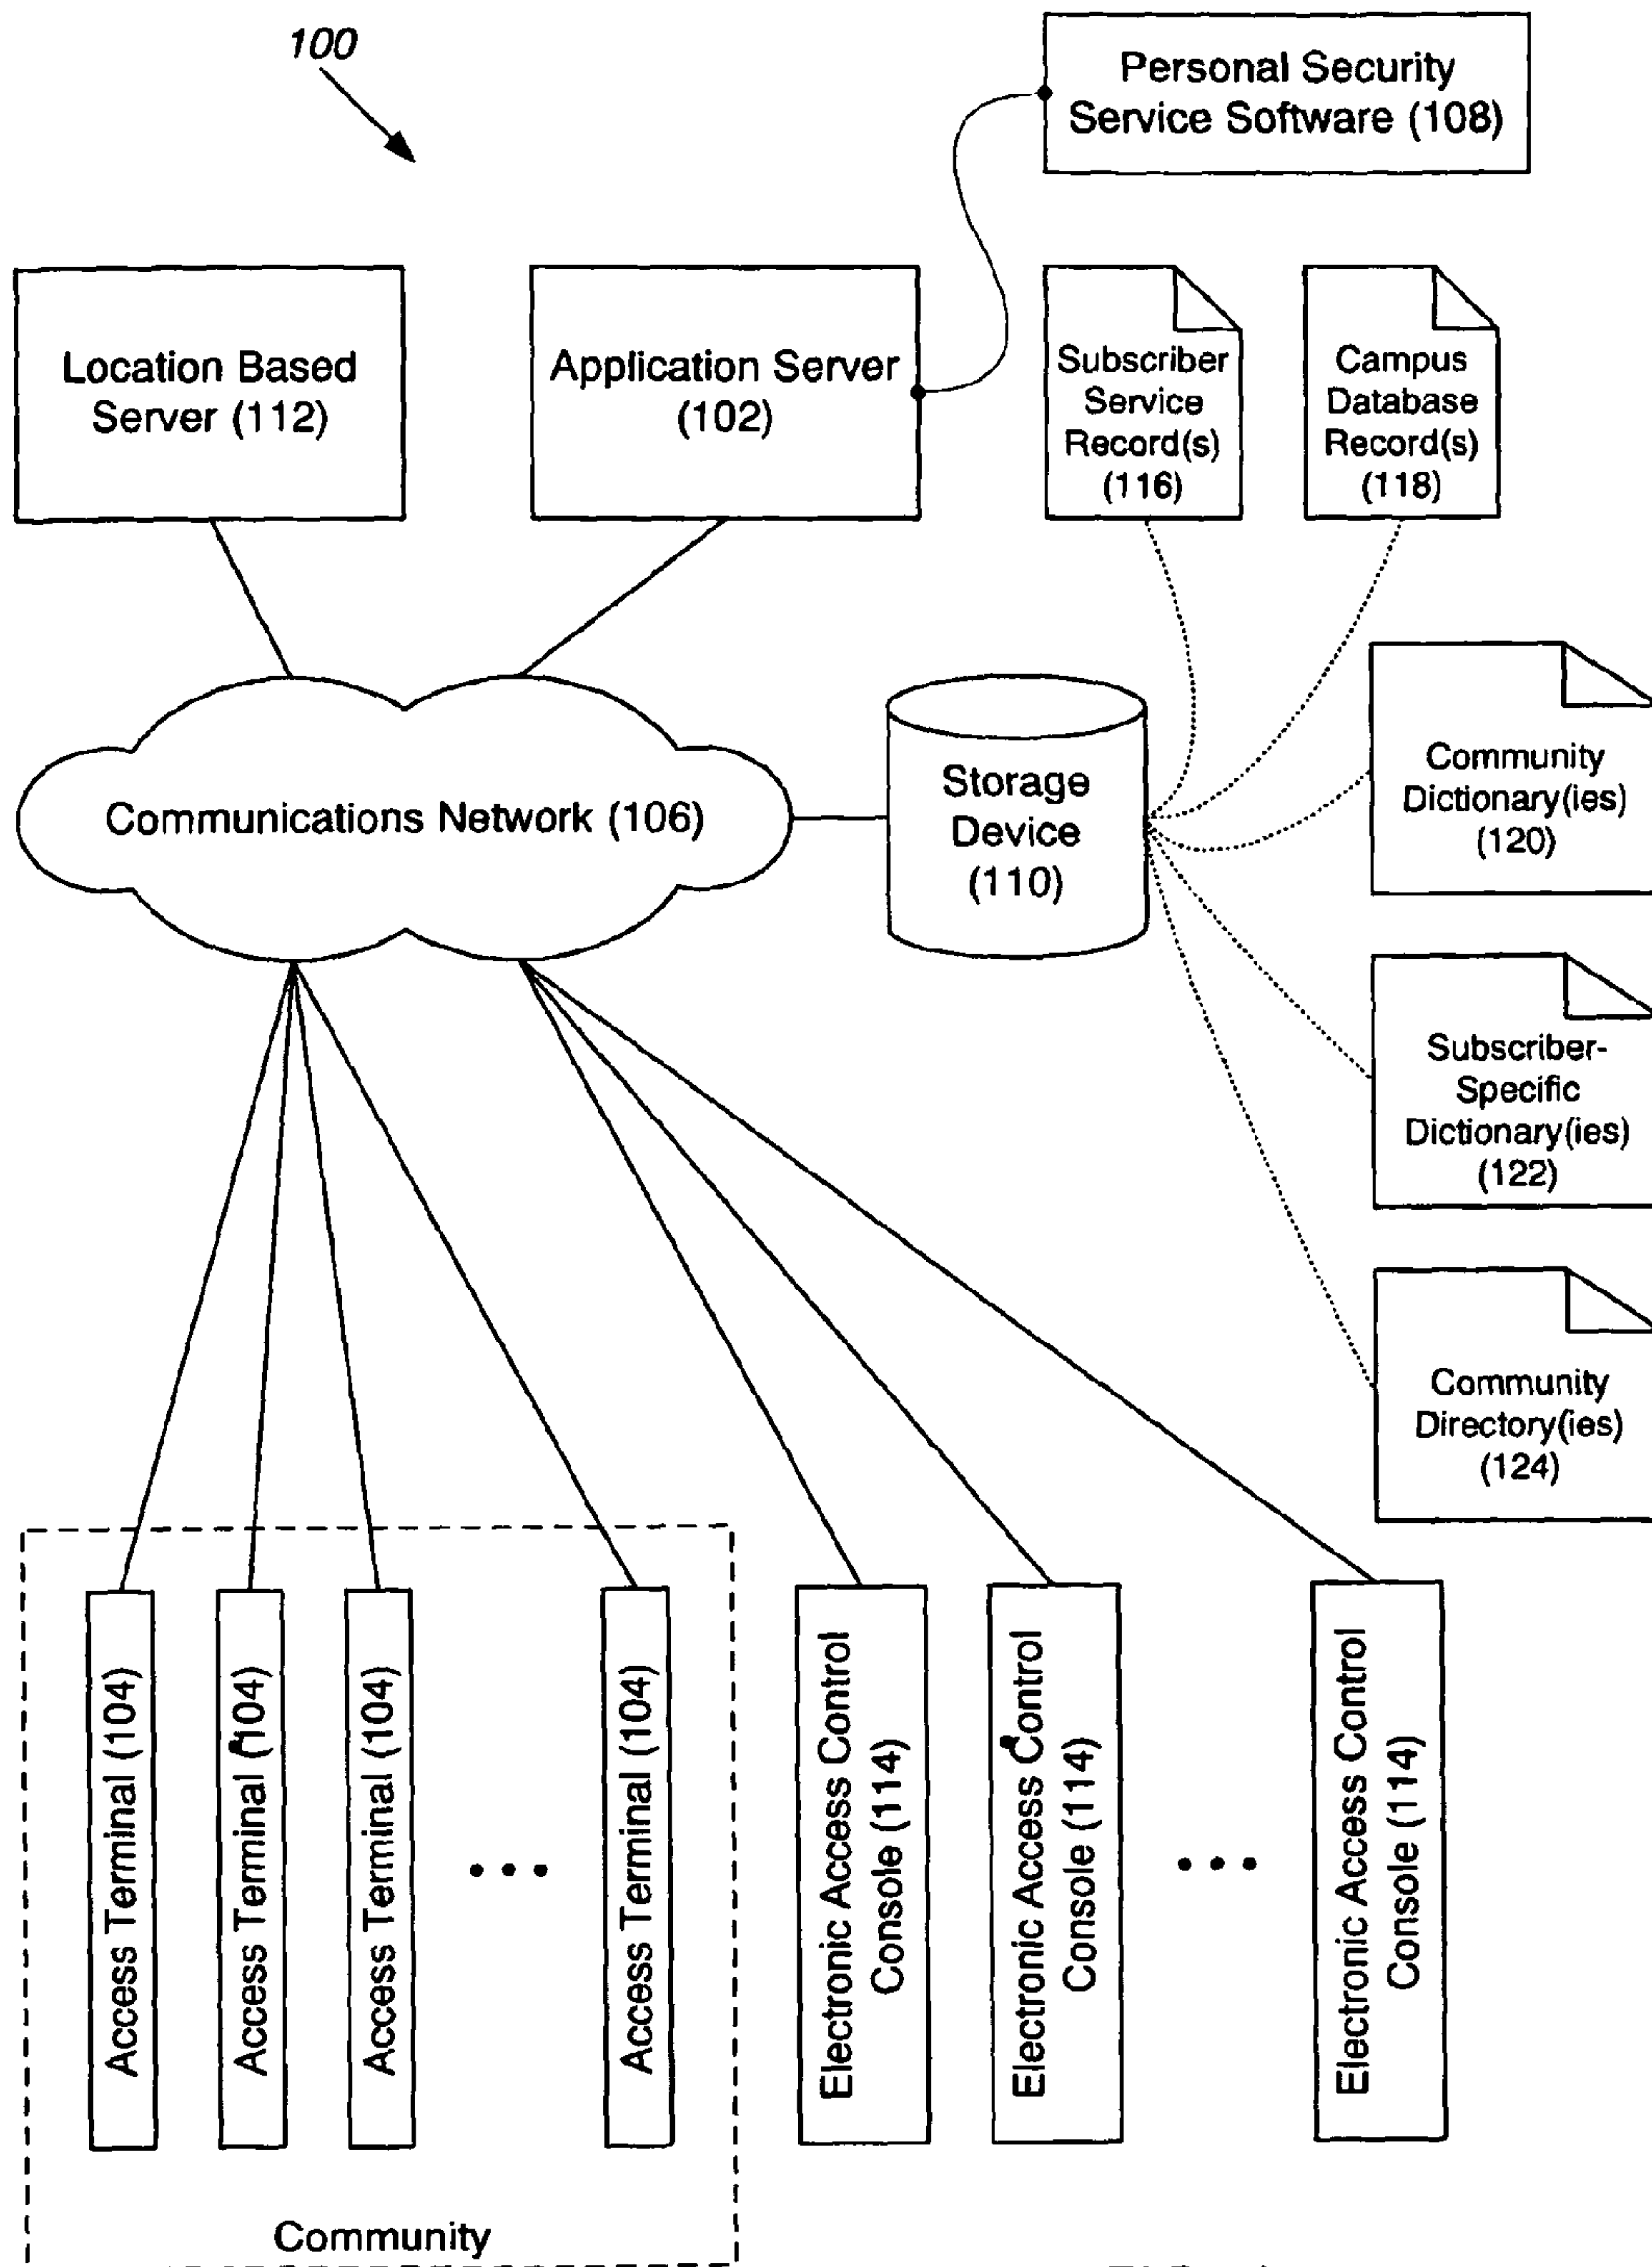 100
Personal Security
Service Software (108)
Location Based
Server (112)
Application Server
(102)
Subscriber
Service
Record(s)
(116)
Campus
Database
Record(s)
(118)
Communications Network (106)
Storage
Device
(110)
Community
Dictionary(ies)
(120)
Subscriber-
Specific
Dictionary(ies)
(122)
Community
Directory(ies)
(124)
Access Terminal (104)
Access Terminal (104)
Access Terminal (104)
• • •
Access Terminal (104)
Electronic Access Control
Console (114)
Electronic Access Control
Console (114)
• • •
Electronic Access Control
Console (114)
Community